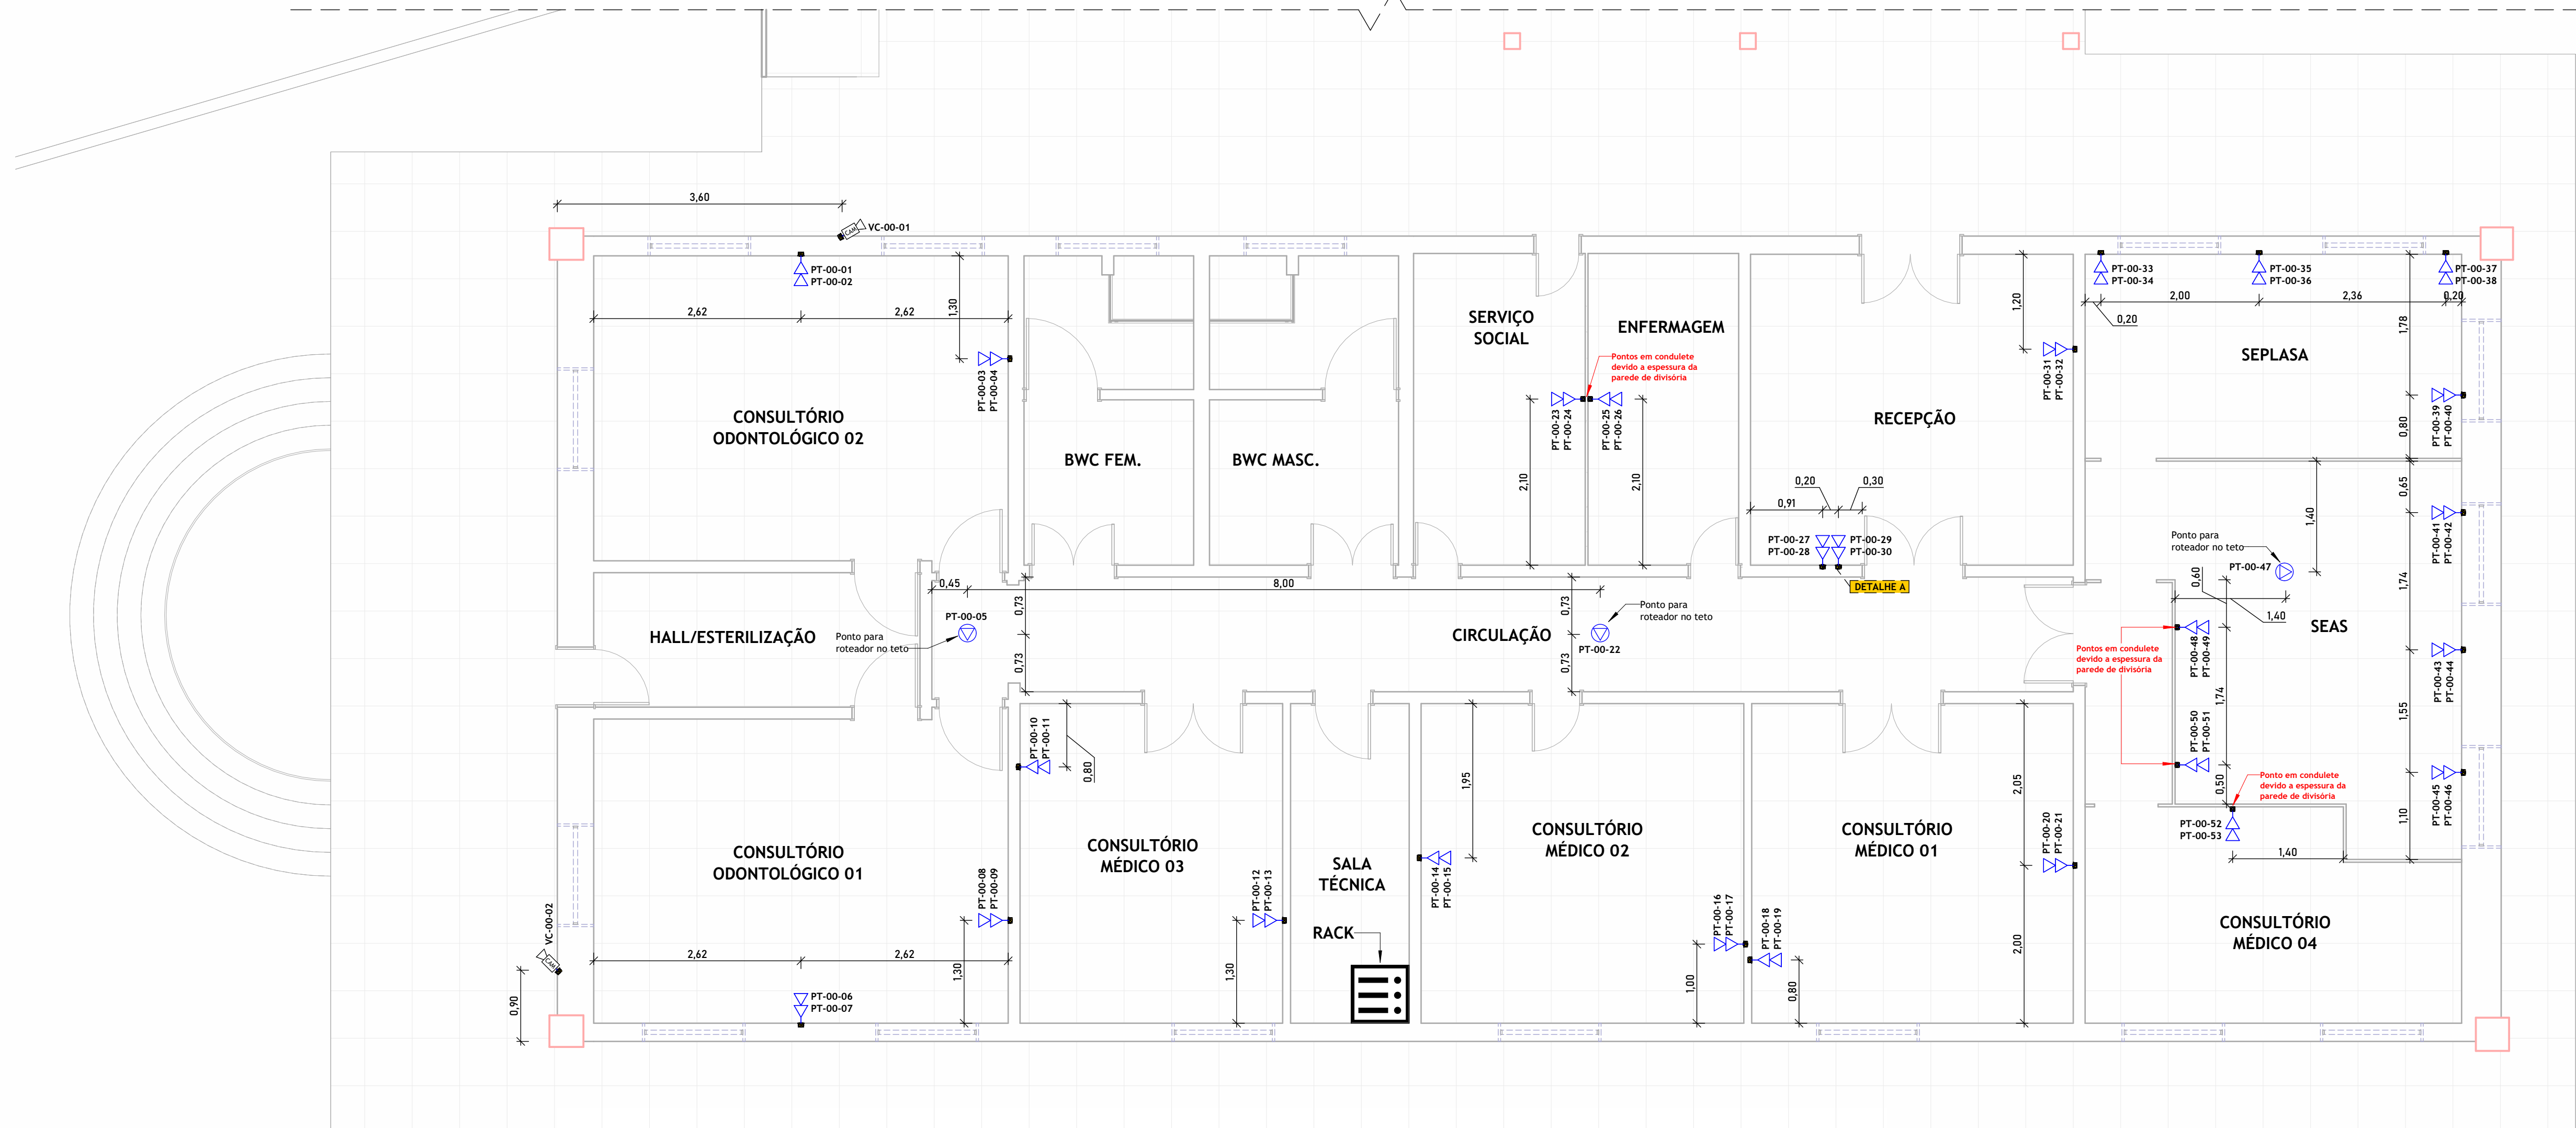 3,60
VC-00-01
PT-00-01
PT-00-02
2,62
2,62
1,30
PT-00-03
PT-00-04
CONSULTÓRIO
ODONTOLÓGICO 02
BWC FEM.
BWC MASC.
SERVIÇO
SOCIAL
ENFERMAGEM
Pontos em condulete
devido a espessura da
parede de divisória
PT-00-23
PT-00-24
PT-00-25
PT-00-26
2,10
2,10
RECEPÇÃO
1,20
PT-00-31
PT-00-32
0,20
0,30
0,91
PT-00-27
PT-00-28
PT-00-29
PT-00-30
DETALHE A
PT-00-33
PT-00-34
PT-00-35
PT-00-36
PT-00-37
PT-00-38
2,00
2,36
0,20
0,20
SEPLASA
1,78
PT-00-39
PT-00-40
0,80
0,65
PT-00-41
PT-00-42
1,40
Ponto para
roteador no teto
PT-00-47
0,60
1,40
1,74
SEAS
PT-00-48
PT-00-49
Pontos em condulete
devido a espessura da
parede de divisória
1,74
PT-00-43
PT-00-44
PT-00-50
PT-00-51
1,55
0,50
Ponto em condulete
devido a espessura da
parede de divisória
PT-00-45
PT-00-46
1,10
PT-00-52
PT-00-53
1,40
CONSULTÓRIO
MÉDICO 04
0,45
8,00
0,73
0,73
PT-00-05
HALL/ESTERILIZAÇÃO
Ponto para
roteador no teto
CIRCULAÇÃO
0,73
0,73
Ponto para
roteador no teto
PT-00-22
PT-00-10
PT-00-11
0,80
CONSULTÓRIO
ODONTOLÓGICO 01
PT-00-08
PT-00-09
2,62
2,62
1,30
PT-00-06
PT-00-07
VC-00-02
CAM
CAM
0,90
CONSULTÓRIO
MÉDICO 03
PT-00-12
PT-00-13
1,30
SALA
TÉCNICA
RACK
1,95
PT-00-14
PT-00-15
CONSULTÓRIO
MÉDICO 02
PT-00-16
PT-00-17
1,00
PT-00-18
PT-00-19
0,80
CONSULTÓRIO
MÉDICO 01
2,05
PT-00-20
PT-00-21
2,00